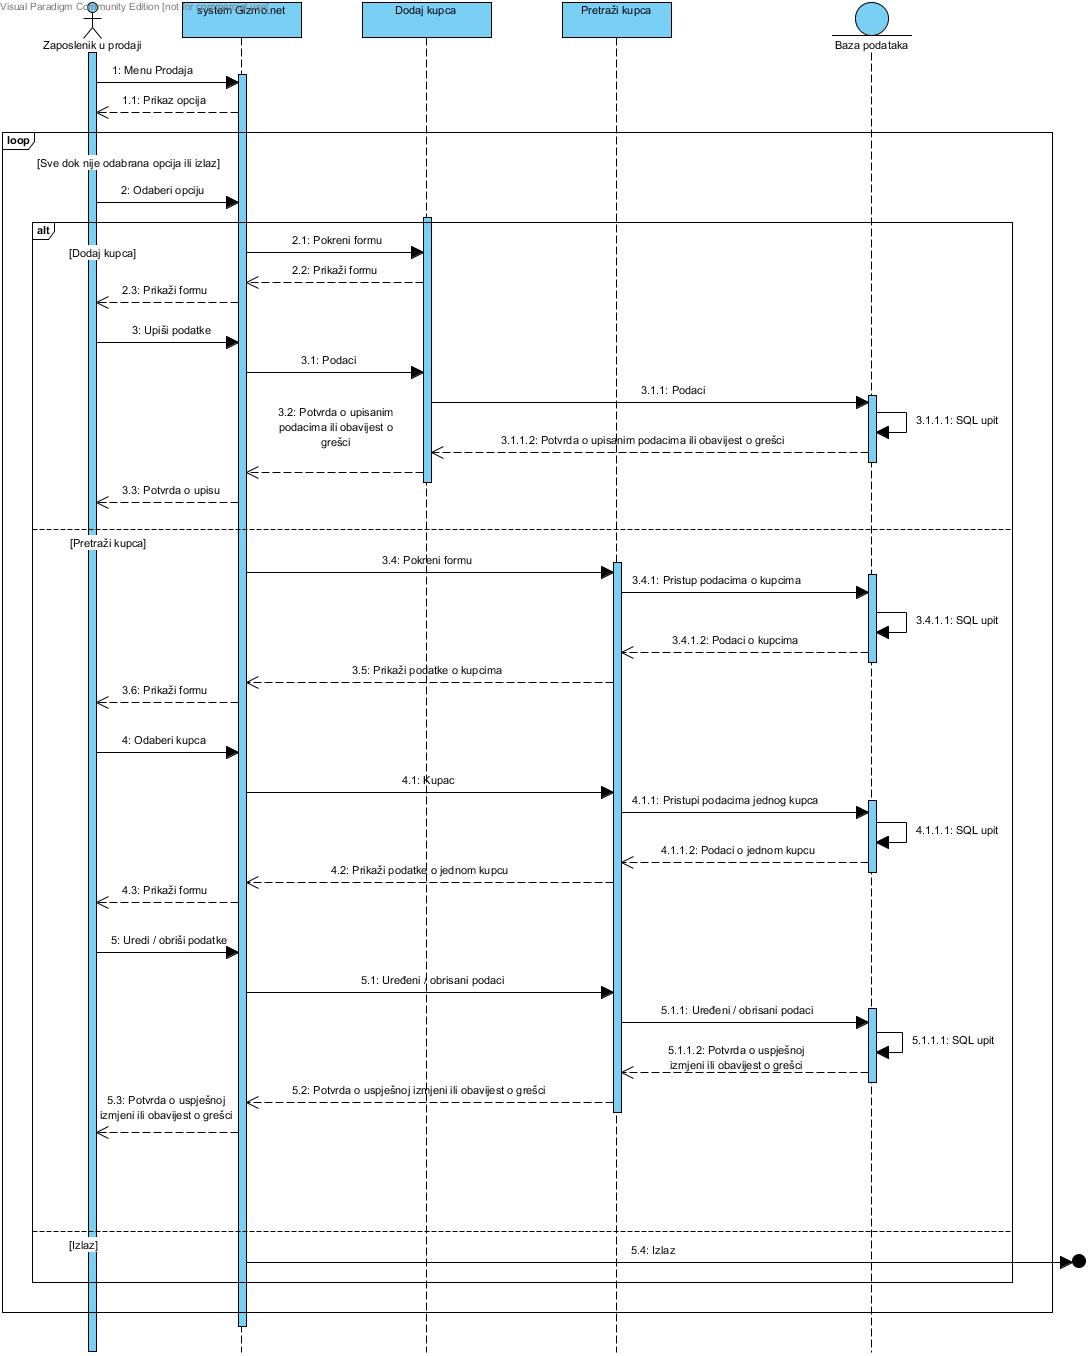 Visual Paradigm Community Edition [not for commercial use]
system Gizmo.net
Dodaj kupca
Pretraži kupca
Zaposlenik u prodaji
Baza podataka
1: Menu Prodaja
1.1: Prikaz opcija
loop
[Sve dok nije odabrana opcija ili izlaz]
2: Odaberi opciju
alt
[Dodaj kupca]
2.1: Pokreni formu
2.2: Prikaži formu
2.3: Prikaži formu
3: Upiši podatke
3.1: Podaci
3.1.1: Podaci
3.1.1.1: SQL upit
3.2: Potvrda o upisanim
podacima ili obavijest o
grešci
3.1.1.2: Potvrda o upisanim podacima ili obavijest o grešci
3.3: Potvrda o upisu
[Pretraži kupca]
3.4: Pokreni formu
3.4.1: Pristup podacima o kupcima
3.4.1.1: SQL upit
3.4.1.2: Podaci o kupcima
3.5: Prikaži podatke o kupcima
3.6: Prikaži formu
4: Odaberi kupca
4.1: Kupac
4.1.1: Pristupi podacima jednog kupca
4.1.1.1: SQL upit
4.1.1.2: Podaci o jednom kupcu
4.2: Prikaži podatke o jednom kupcu
4.3: Prikaži formu
5: Uredi / obriši podatke
5.1: Uređeni / obrisani podaci
5.1.1: Uređeni / obrisani podaci
5.1.1.1: SQL upit
5.1.1.2: Potvrda o uspješnoj
izmjeni ili obavijest o grešci
5.2: Potvrda o uspješnoj izmjeni ili obavijest o grešci
5.3: Potvrda o uspješnoj
izmjeni ili obavijest o grešci
[Izlaz]
5.4: Izlaz